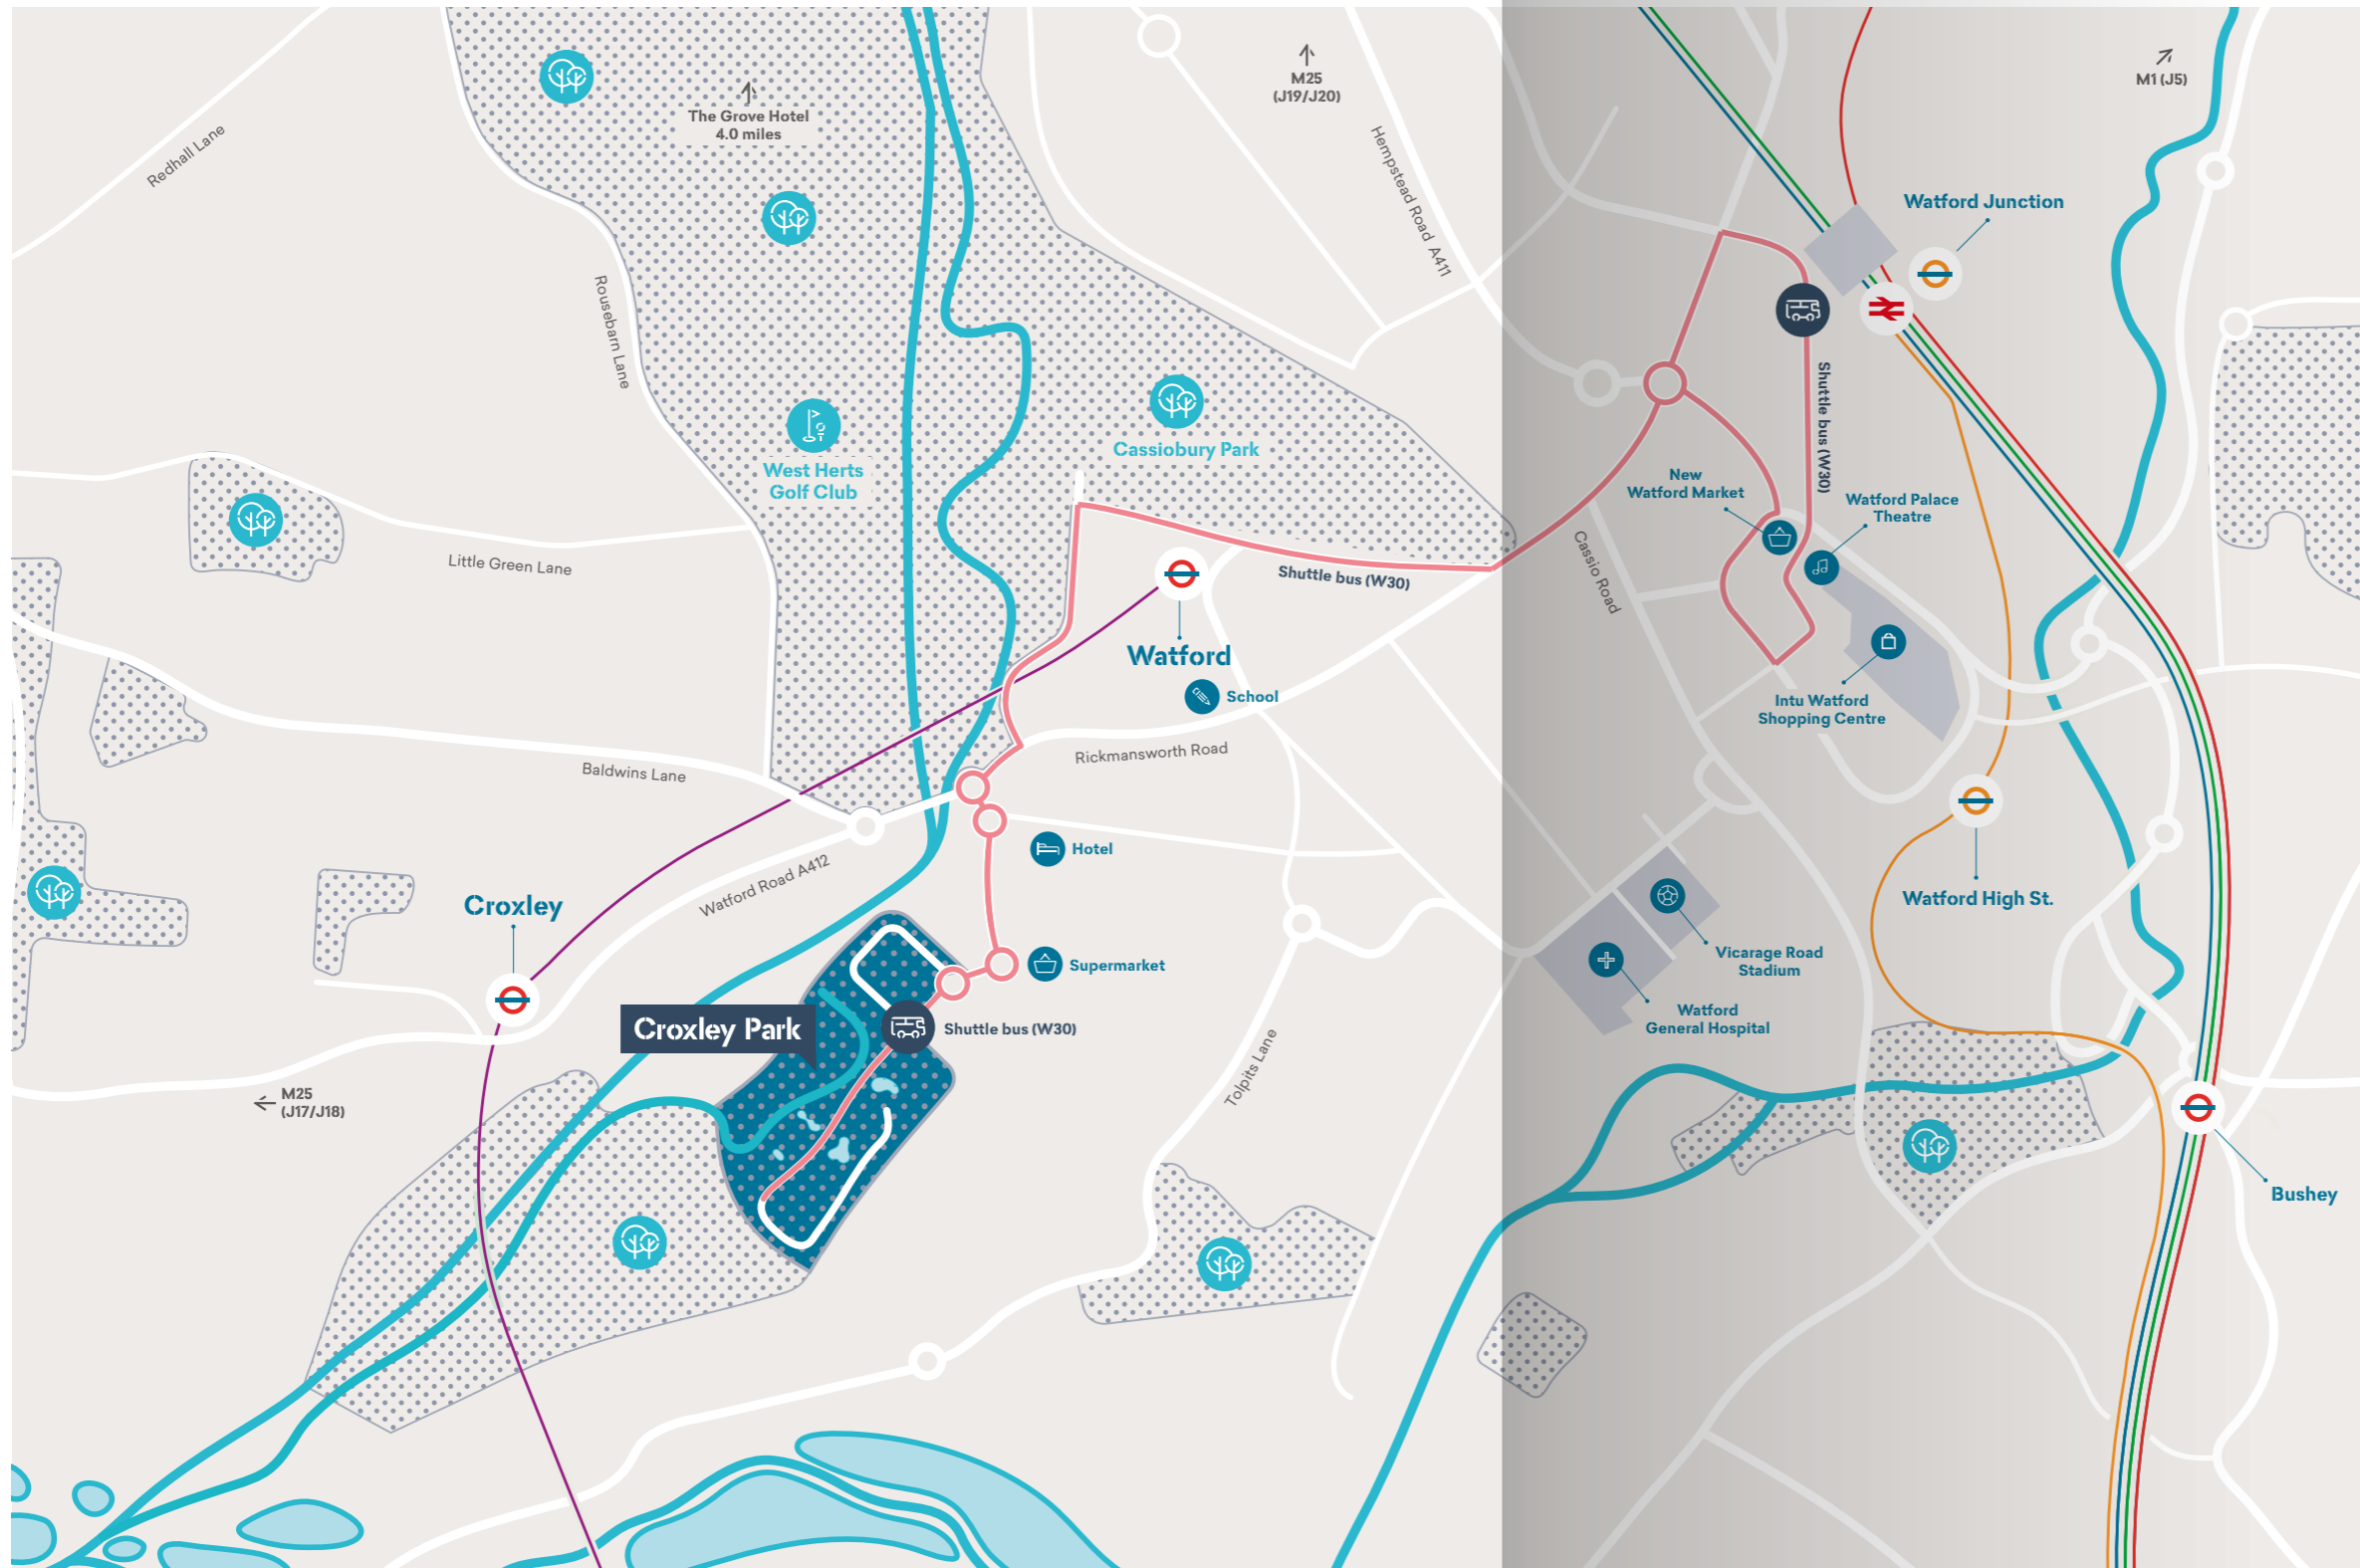 M25
(J19/J20)
M1 (J5)
The Grove Hotel
4.0 miles
Redhall Lane
Hempstead Road A411
Watford Junction
Rousebarn Lane
Shuttle bus (W30)
West Herts
Golf Club
Cassiobury Park
New
Watford Market
Watford Palace
Theatre
Little Green Lane
Shuttle bus (W30)
Cassio Road
Watford
School
Intu Watford
Shopping Centre
Rickmansworth Road
Baldwins Lane
Hotel
Watford Road A412
Croxley
Watford High St.
Supermarket
Vicarage Road
Stadium
Croxley Park
Shuttle bus (W30)
Watford
General Hospital
Tolpits Lane
M25
(J17/J18)
Bushey